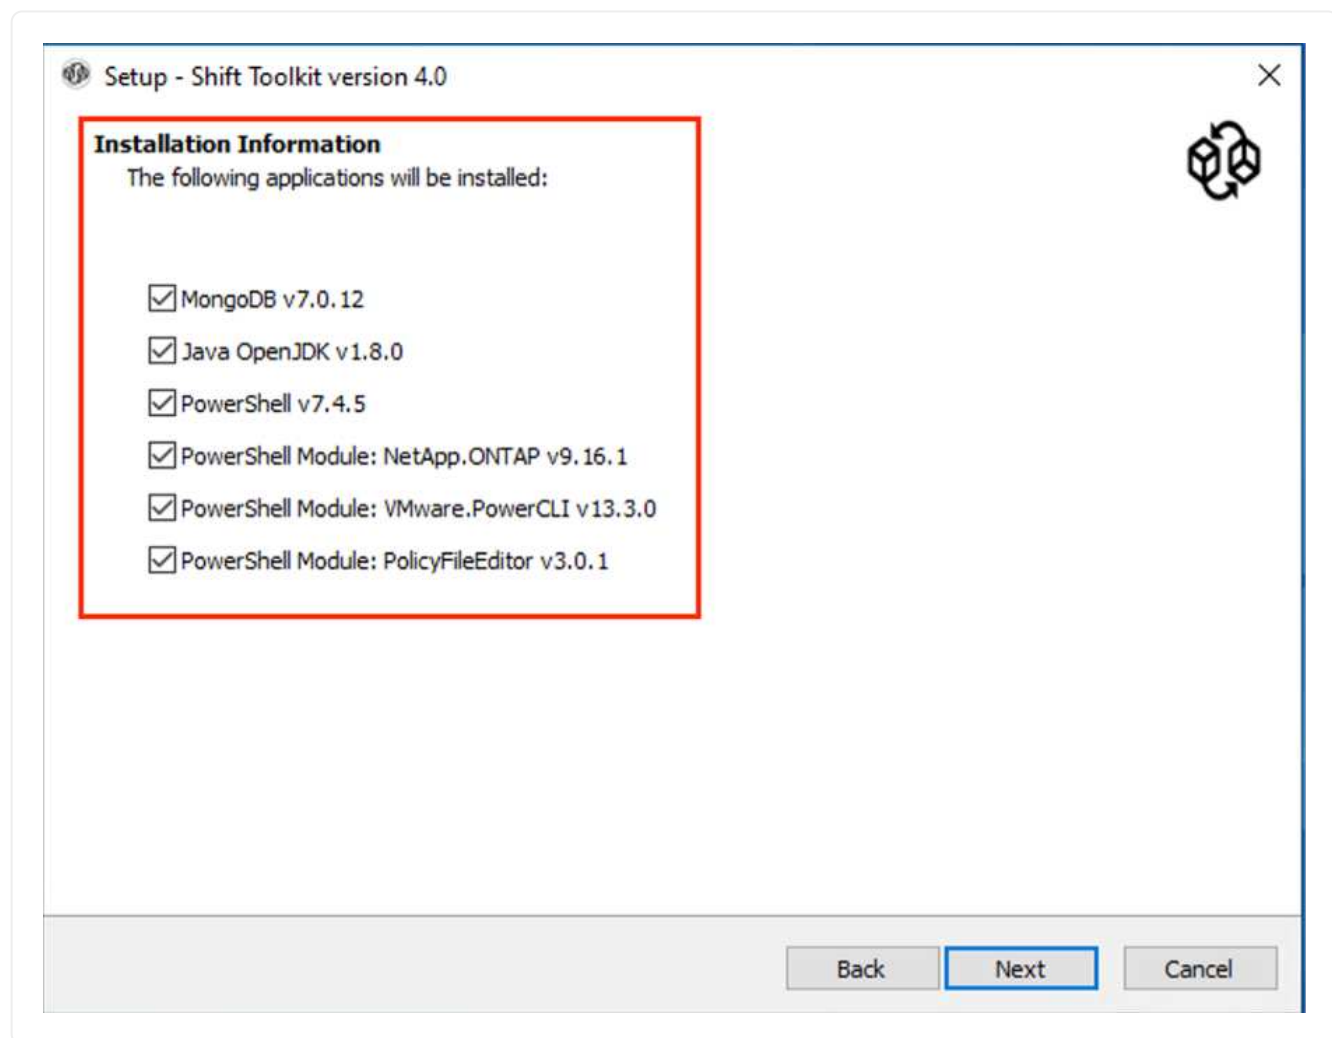 Setup - Shift Toolkit version 4.0
Installation Information
The following applications will be installed:
MongoDB v7.0.12
Java OpenJDK v1.8.0
PowerShell v7.4.5
PowerShell Module: NetApp.ONTAP v9.16.1
PowerShell Module: VMware.PowerCLI v13.3.0
PowerShell Module: PolicyFileEditor v3.0.1
Back Next Cancel